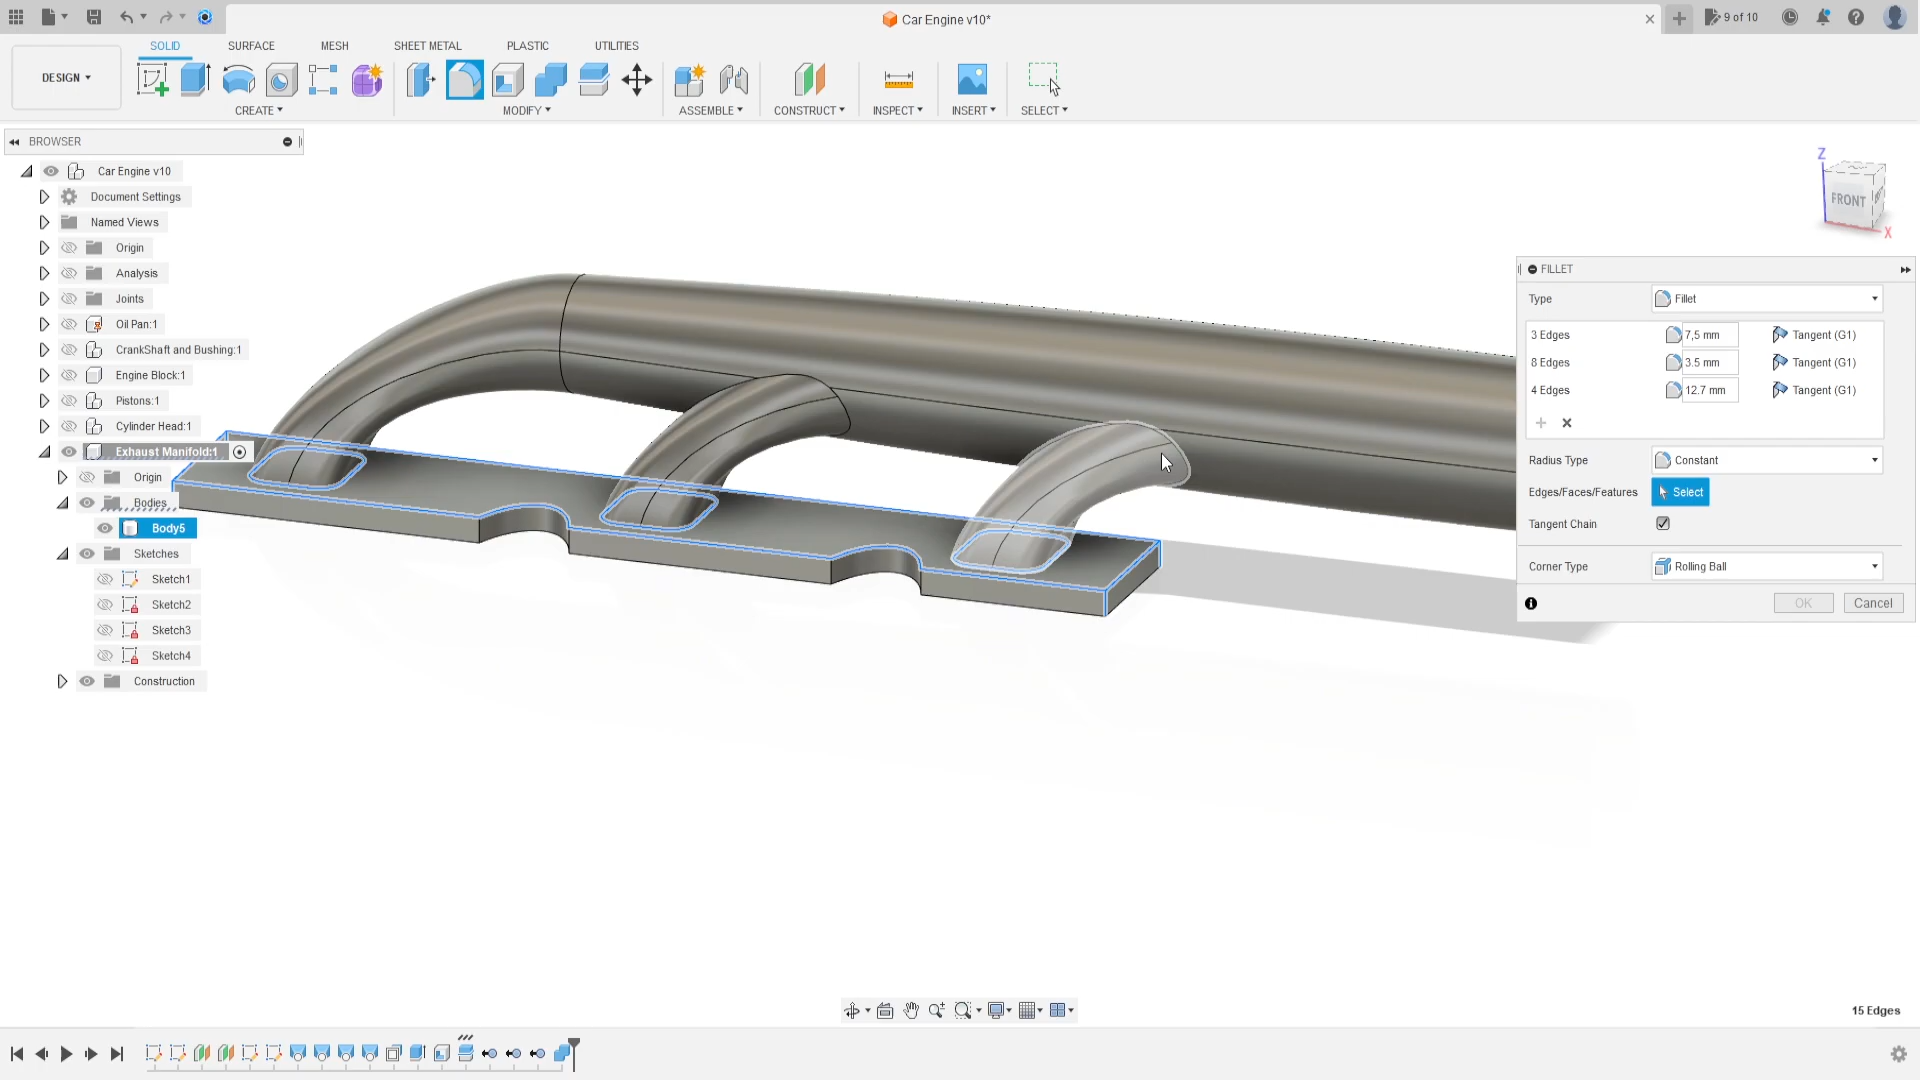 Car Engine v10*
9 of 10
SOLID SURFACE MESH SHEET METAL PLASTIC UTILITIES
DESIGN
CREATE MODIFY ASSEMBLE CONSTRUCT INSPECT INSERT SELECT
BROWSER
Car Engine v10
Document Settings
Named Views
Origin
Analysis
Joints
Oil Pan:1
CrankShaft and Bushing:1
Engine Block:1
Pistons:1
Cylinder Head:1
Exhaust Manifold:1
Origin
Bodies
Body5
Sketches
Sketch1
Sketch2
Sketch3
Sketch4
Construction
Z
FRONT
X
FILLET
Type Fillet
3 Edges 7,5 mm Tangent (G1)
8 Edges 3.5 mm Tangent (G1)
4 Edges 12.7 mm Tangent (G1)
Radius Type Constant
Edges/Faces/Features Select
Tangent Chain
Corner Type Rolling Ball
OK Cancel
15 Edges